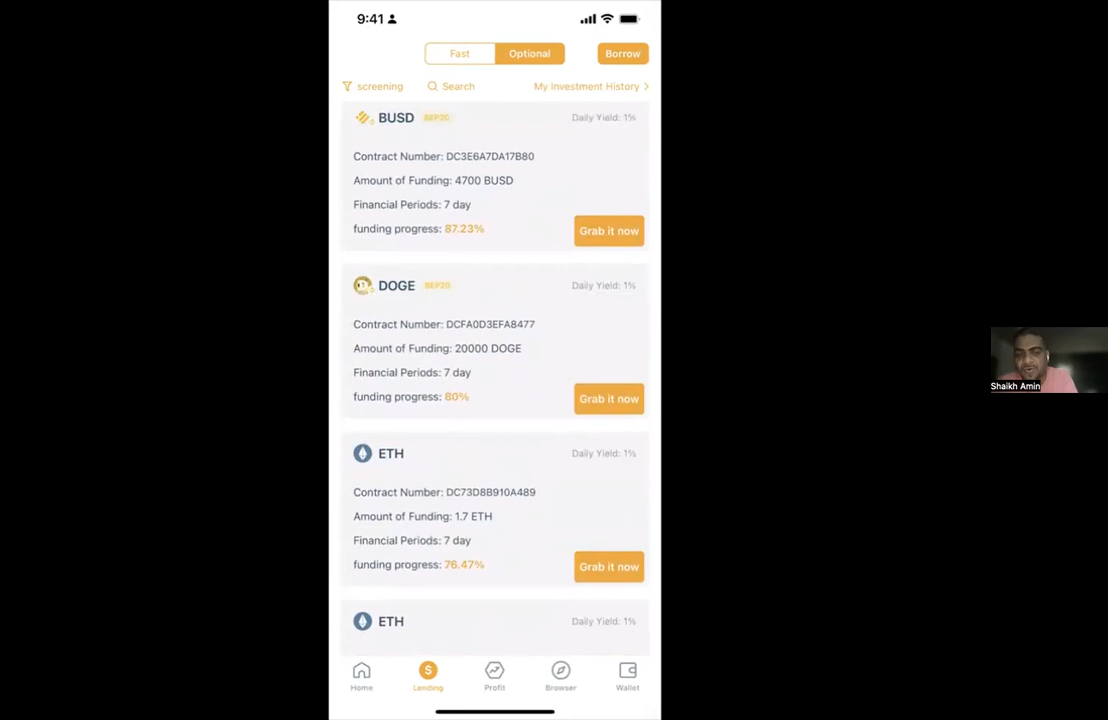 9:41
Fast Optional Borrow
screening Search My Investment History
BUSD BEP20 Daily Yield: 1%
Contract Number: DC3E6A7DA17B80
Amount of Funding: 4700 BUSD
Financial Periods: 7 day
funding progress: 87.23%
Grab it now
DOGE BEP20 Daily Yield: 1%
Contract Number: DCFA0D3EFA8477
Amount of Funding: 20000 DOGE
Financial Periods: 7 day
funding progress: 80%
Grab it now
ETH Daily Yield: 1%
Contract Number: DC73D8B910A489
Amount of Funding: 1.7 ETH
Financial Periods: 7 day
funding progress: 76.47%
Grab it now
ETH Daily Yield: 1%
Home Lending Profit Browser Wallet
Shaikh Amin